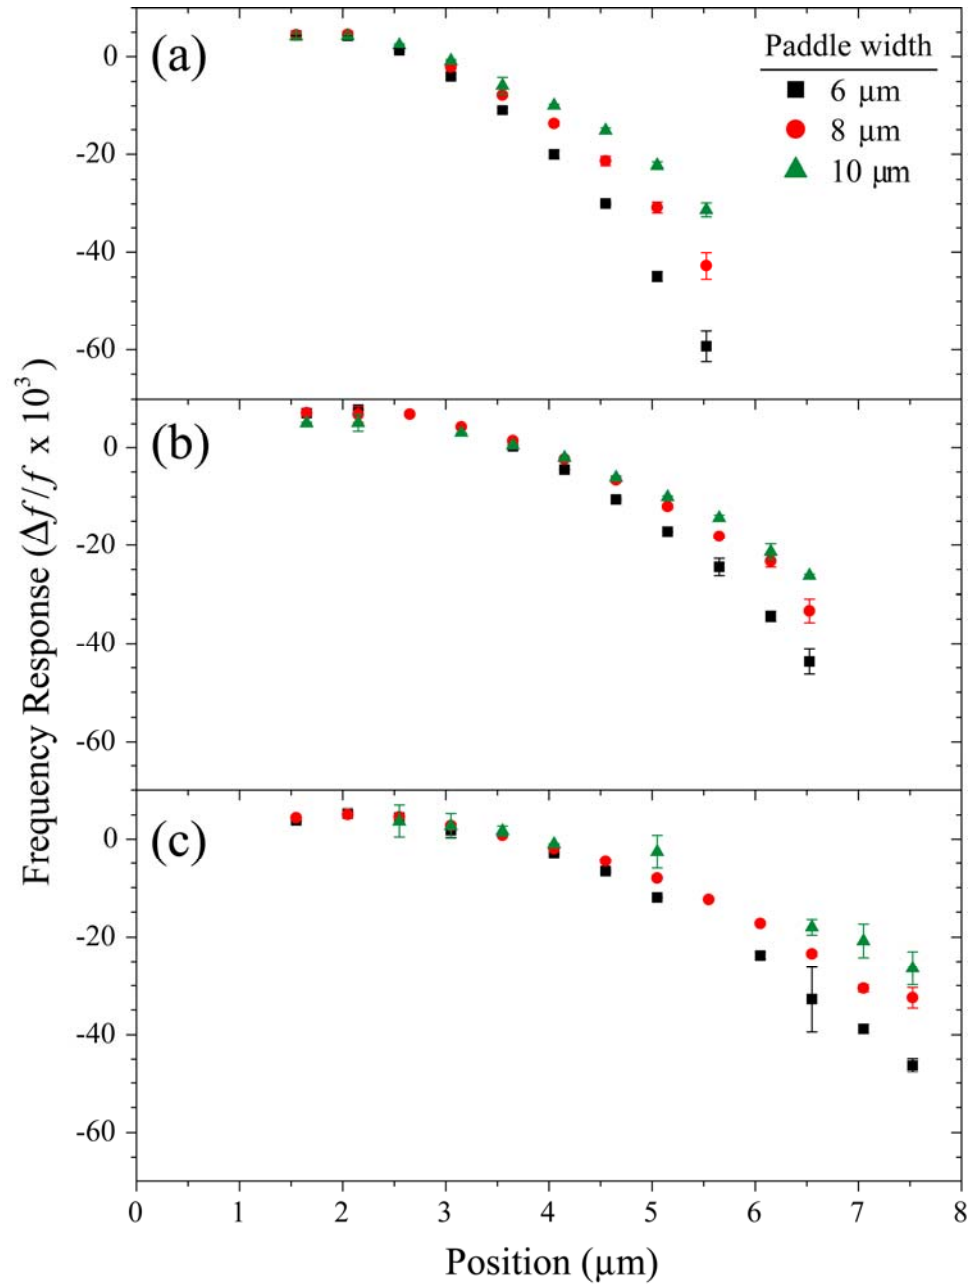 (a)
Paddle width
6 µm
8 µm
10 µm
0
-20
-40
-60
(b)
0
-20
-40
-60
(c)
0
-20
-40
-60
Frequency Response (Δf/f x 10³)
0 1 2 3 4 5 6 7 8
Position (µm)